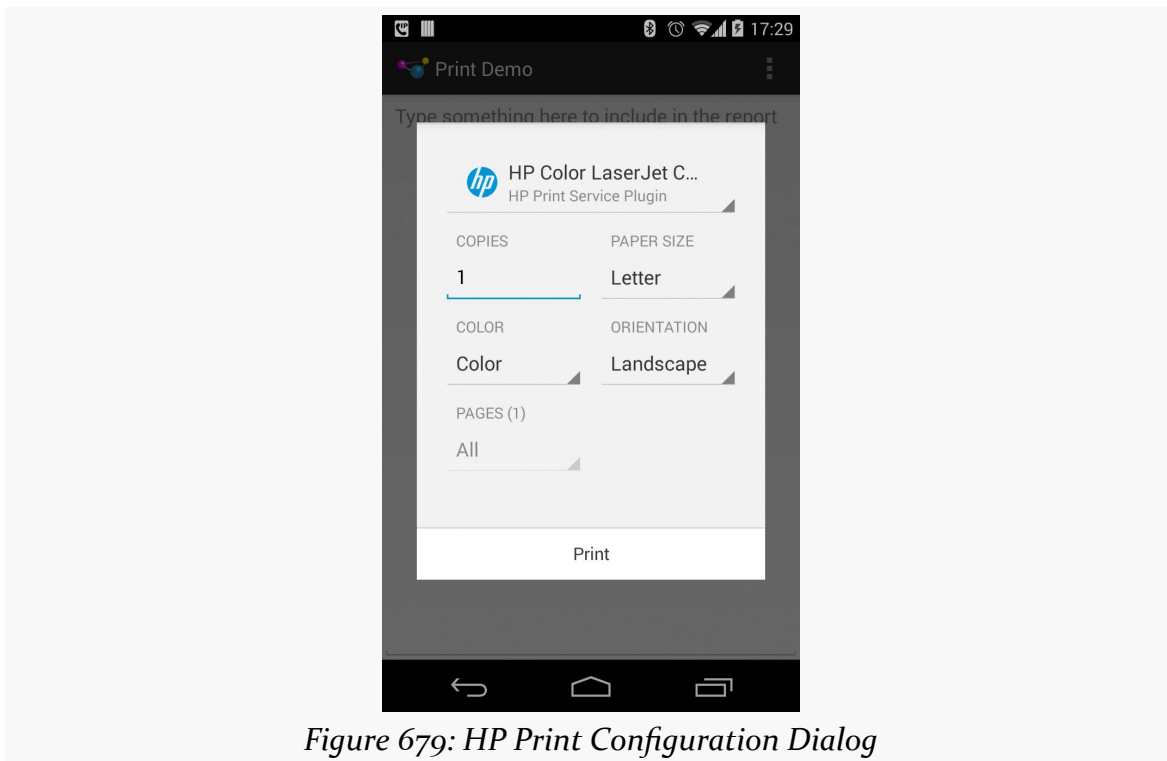 17:29
Print Demo
Type something here to include in the report
hp
HP Color LaserJet C...
HP Print Service Plugin
COPIES
PAPER SIZE
1
Letter
COLOR
ORIENTATION
Color
Landscape
PAGES (1)
All
Print
Figure 679: HP Print Configuration Dialog